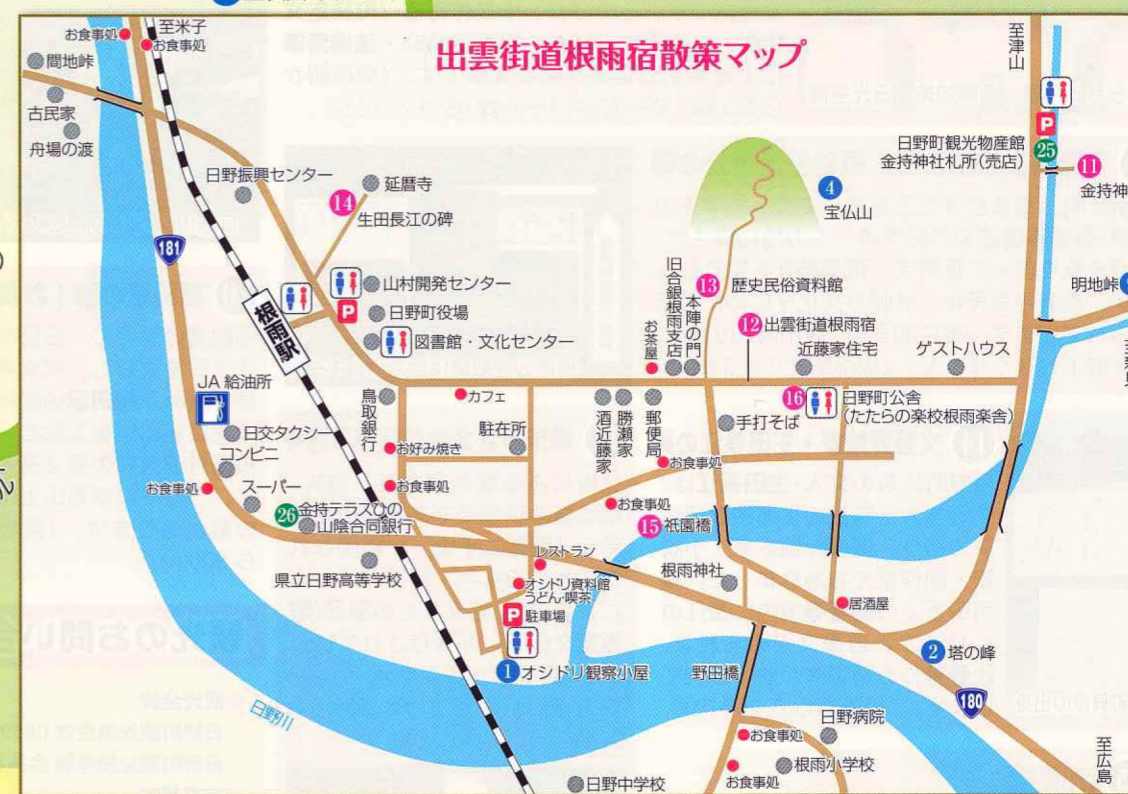 出雲街道根雨宿散策マップ
お食事処
至米子
お食事処
間地峠
古民家
舟場の渡
日野振興センター
181
14
延暦寺
生田長江の碑
山村開発センター
P
日野町役場
図書館・文化センター
根雨駅
JA 給油所
日交タクシー
コンビニ
お食事処
スーパー
26
金持テラスひの
山陰合同銀行
県立日野高等学校
鳥取銀行
カフェ
お好み焼き
駐在所
お食事処
酒近藤家
勝瀬家
郵便局
お茶屋
旧合銀根雨支店
本陣の門
13
歴史民俗資料館
4
宝仏山
12
出雲街道根雨宿
近藤家住宅
ゲストハウス
16
日野町公舎
(たたらの楽校根雨楽舎)
手打そば
お食事処
お食事処
15
祇園橋
至津山
P
日野町観光物産館
金持神社札所(売店)
25
11
金持神
明地峠
レストラン
オシドリ資料館
うどん・喫茶
P
駐車場
1
オシドリ観察小屋
根雨神社
居酒屋
2
塔の峰
野田橋
180
至広島
日野川
日野病院
お食事処
根雨小学校
お食事処
日野中学校